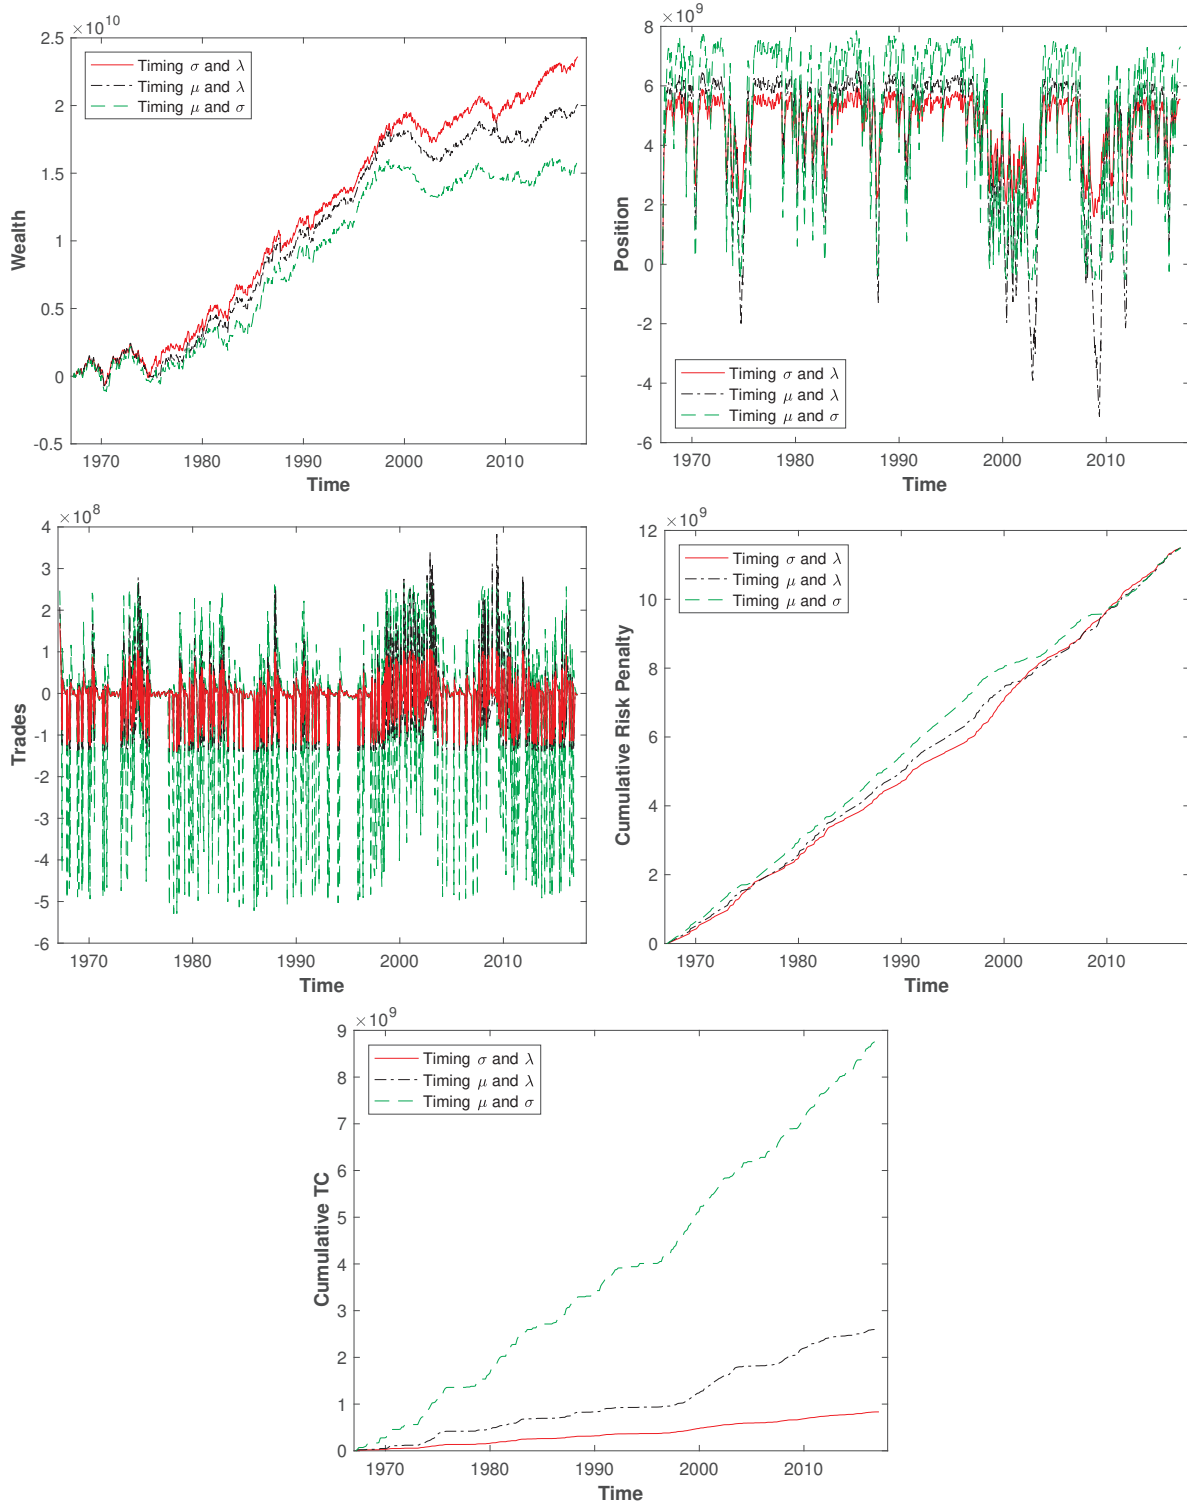 ×10^10
2.5
2
1.5
1
0.5
0
-0.5
Wealth
Timing σ and λ
Timing μ and λ
Timing μ and σ
1970 1980 1990 2000 2010
Time
×10^9
8
6
4
2
0
-2
-4
-6
Position
Timing σ and λ
Timing μ and λ
Timing μ and σ
1970 1980 1990 2000 2010
Time
×10^8
4
3
2
1
0
-1
-2
-3
-4
-5
-6
Trades
Timing σ and λ
Timing μ and λ
Timing μ and σ
1970 1980 1990 2000 2010
Time
×10^9
12
10
8
6
4
2
0
Cumulative Risk Penalty
1970 1980 1990 2000 2010
Time
×10^9
9
8
7
6
5
4
3
2
1
0
Cumulative TC
Timing σ and λ
Timing μ and λ
Timing μ and σ
1970 1980 1990 2000 2010
Time